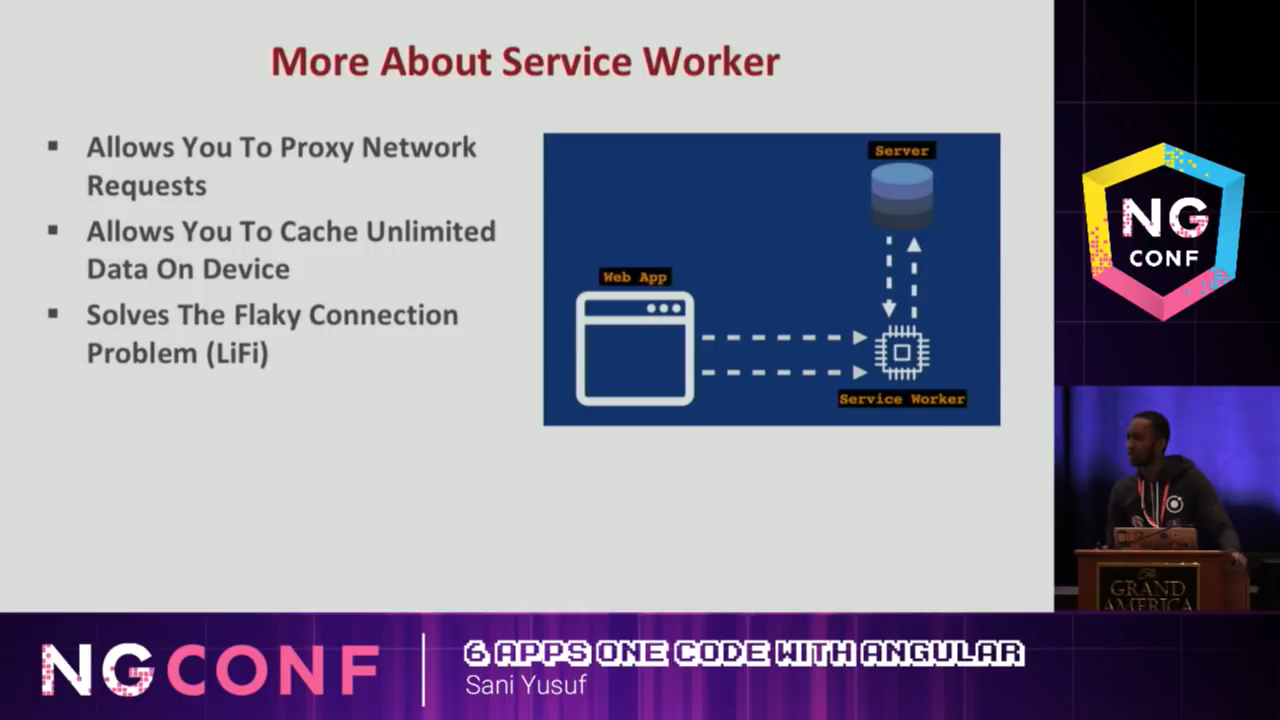 More About Service Worker
▪ Allows You To Proxy Network
Requests
▪ Allows You To Cache Unlimited
Data On Device
▪ Solves The Flaky Connection
Problem (LiFi)
Server
Web App
Service Worker
NG
CONF
The
GRAND
AMERICA
NGCONF
6 APPS ONE CODE WITH ANGULAR
Sani Yusuf